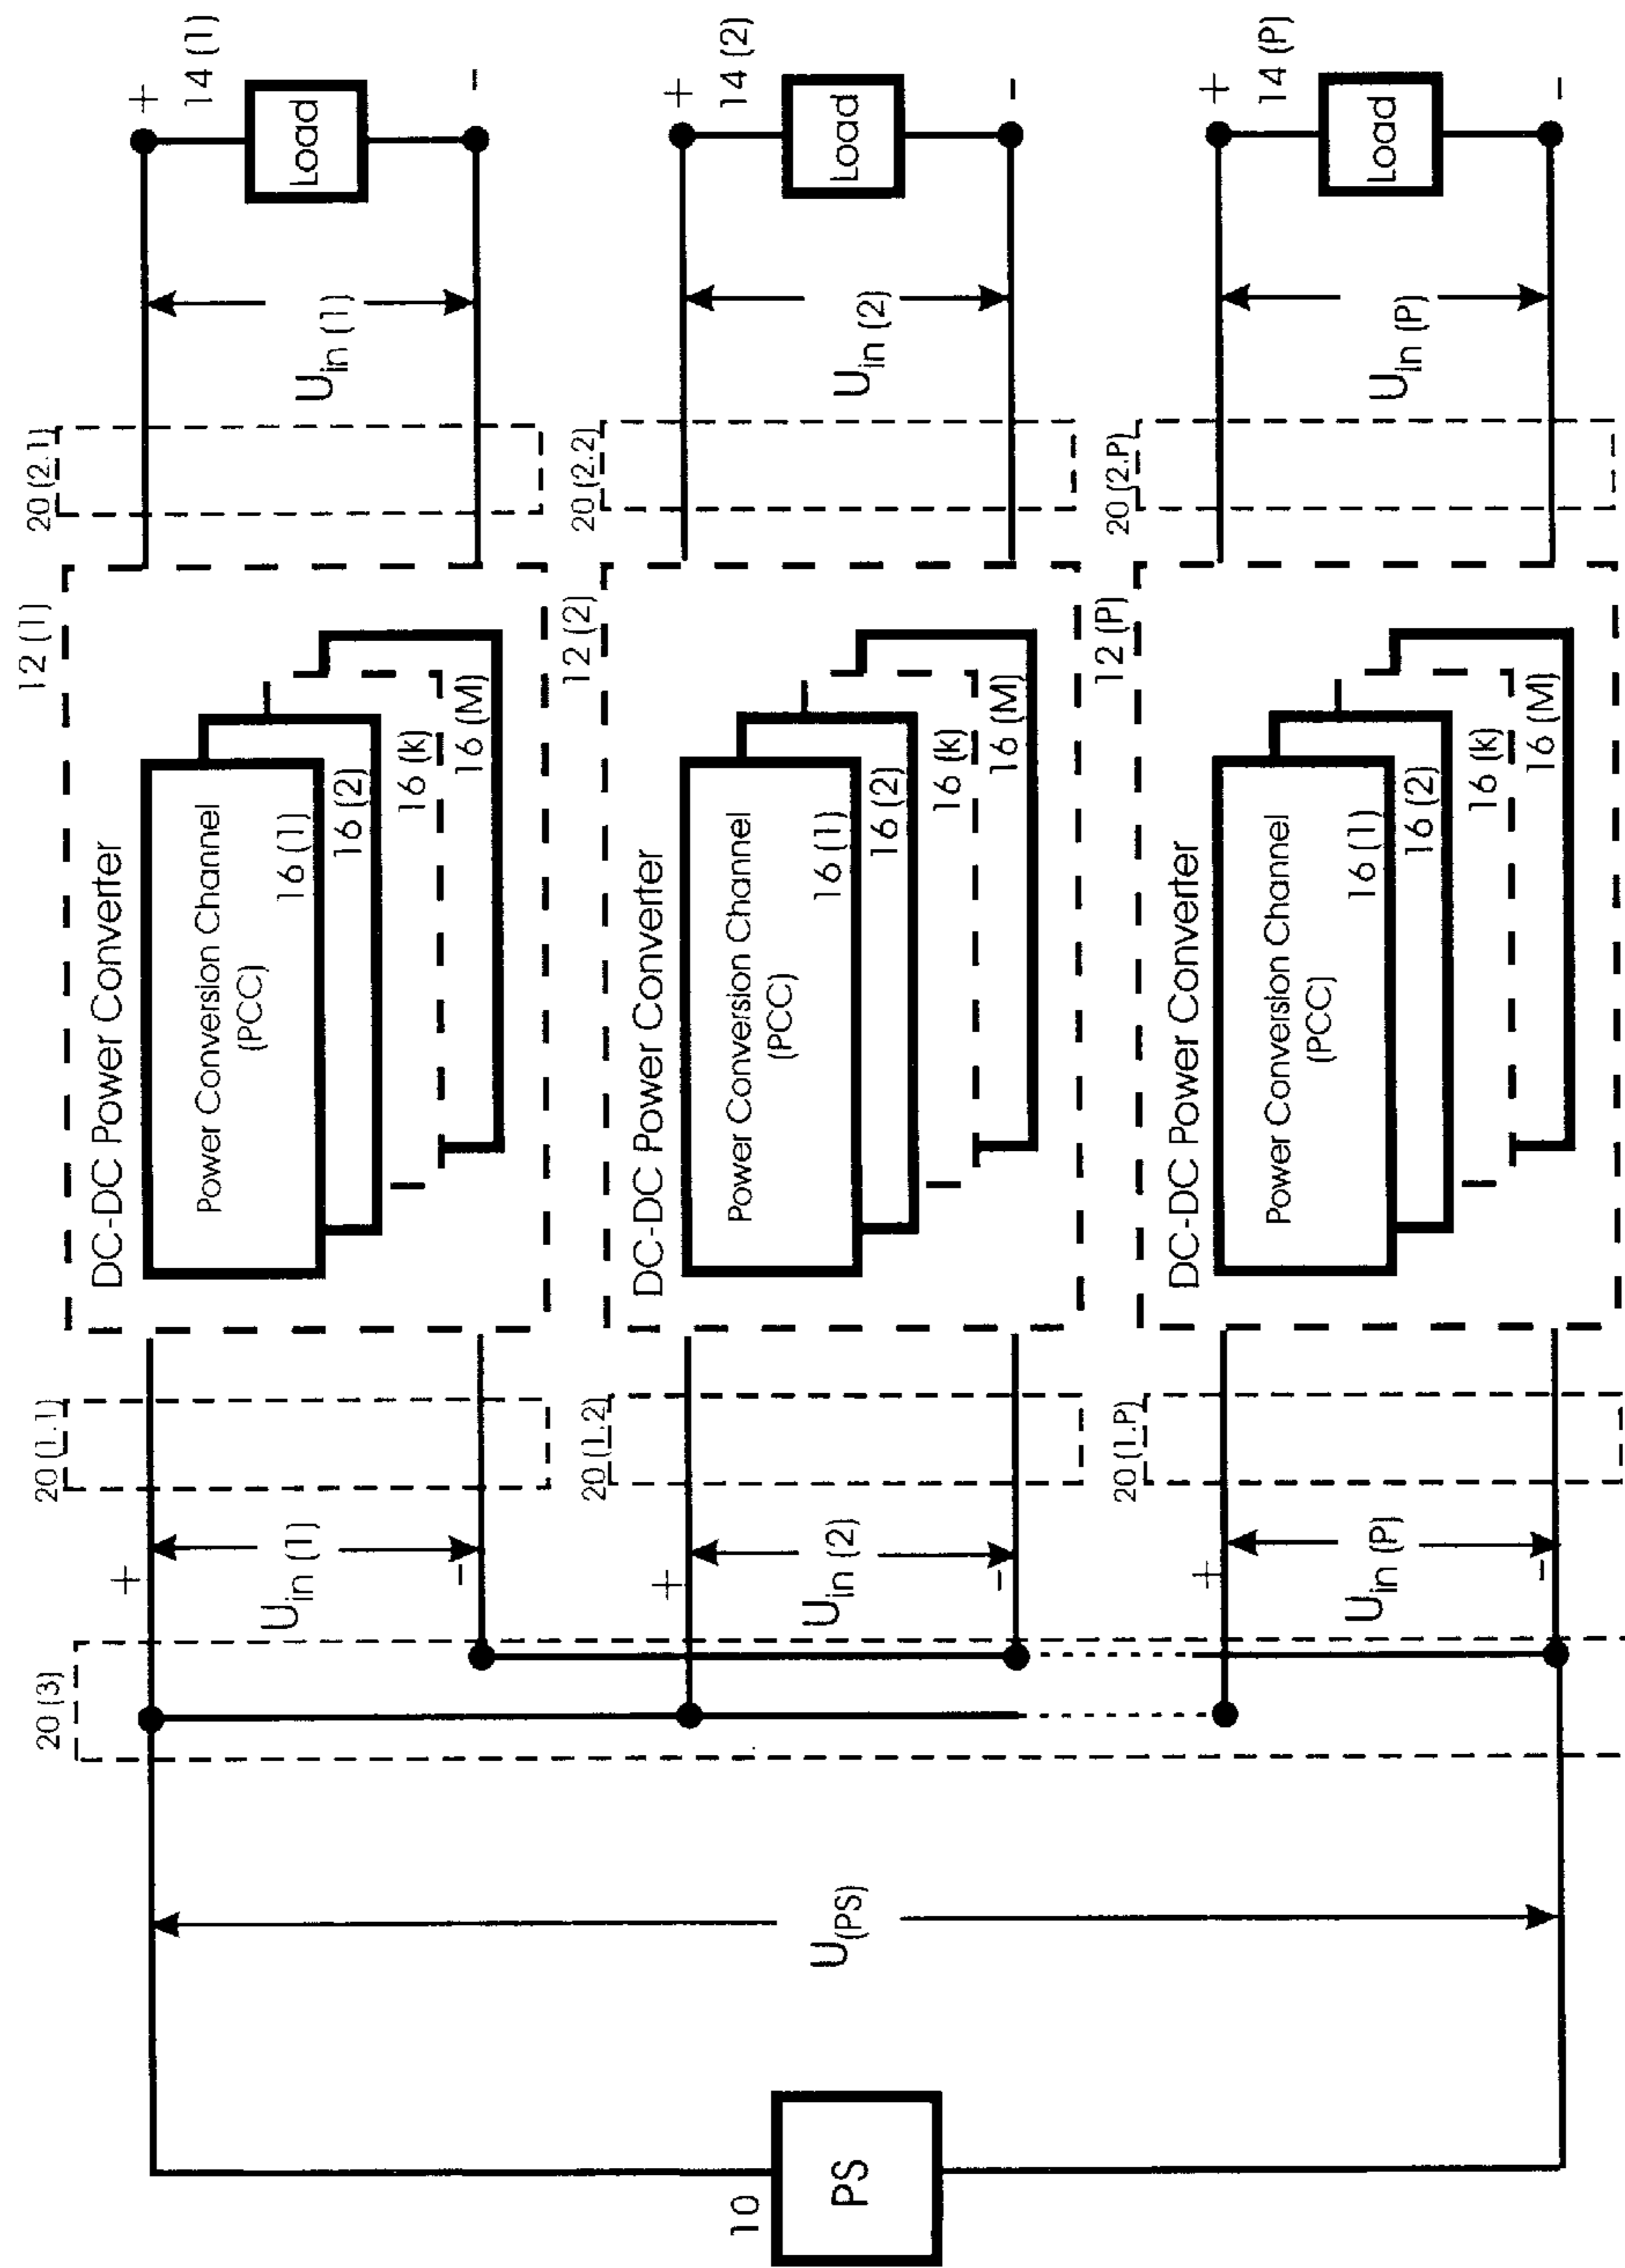 10
PS
U(PS)
20 (3)
+
Uin (1)
-
20 (1.1)
12 (1)
DC-DC Power Converter
Power Conversion Channel
(PCC)
16 (1)
16 (2)
16 (k)
16 (M)
20 (2.1)
Uin (1)
+
14 (1)
Load
-
+
Uin (2)
-
20 (1.2)
12 (2)
DC-DC Power Converter
Power Conversion Channel
(PCC)
16 (1)
16 (2)
16 (k)
16 (M)
20 (2.2)
Uin (2)
+
14 (2)
Load
-
+
Uin (P)
-
20 (1.P)
12 (P)
DC-DC Power Converter
Power Conversion Channel
(PCC)
16 (1)
16 (2)
16 (k)
16 (M)
20 (2.P)
Uin (P)
+
14 (P)
Load
-